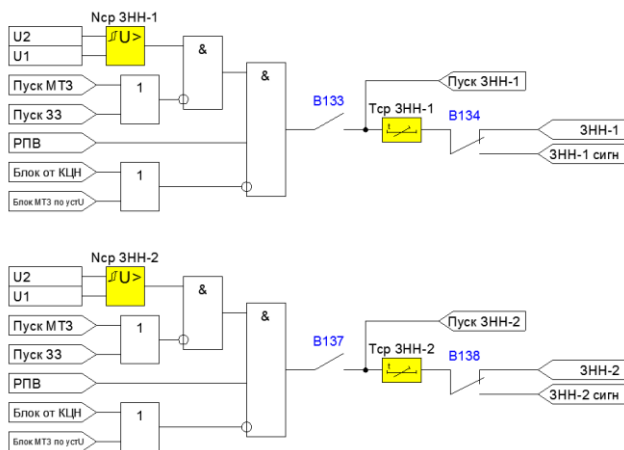 Nср ЗНН-1
U2
U1
U>
&
Пуск МТЗ
Пуск ЗЗ
1
&
РПВ
Блок от КЦН
Блок МТЗ по устU
1
В133
Пуск ЗНН-1
Тср ЗНН-1
t
В134
ЗНН-1
ЗНН-1 сигн
Nср ЗНН-2
U2
U1
U>
&
Пуск МТЗ
Пуск ЗЗ
1
&
РПВ
Блок от КЦН
Блок МТЗ по устU
1
В137
Пуск ЗНН-2
Тср ЗНН-2
t
В138
ЗНН-2
ЗНН-2 сигн